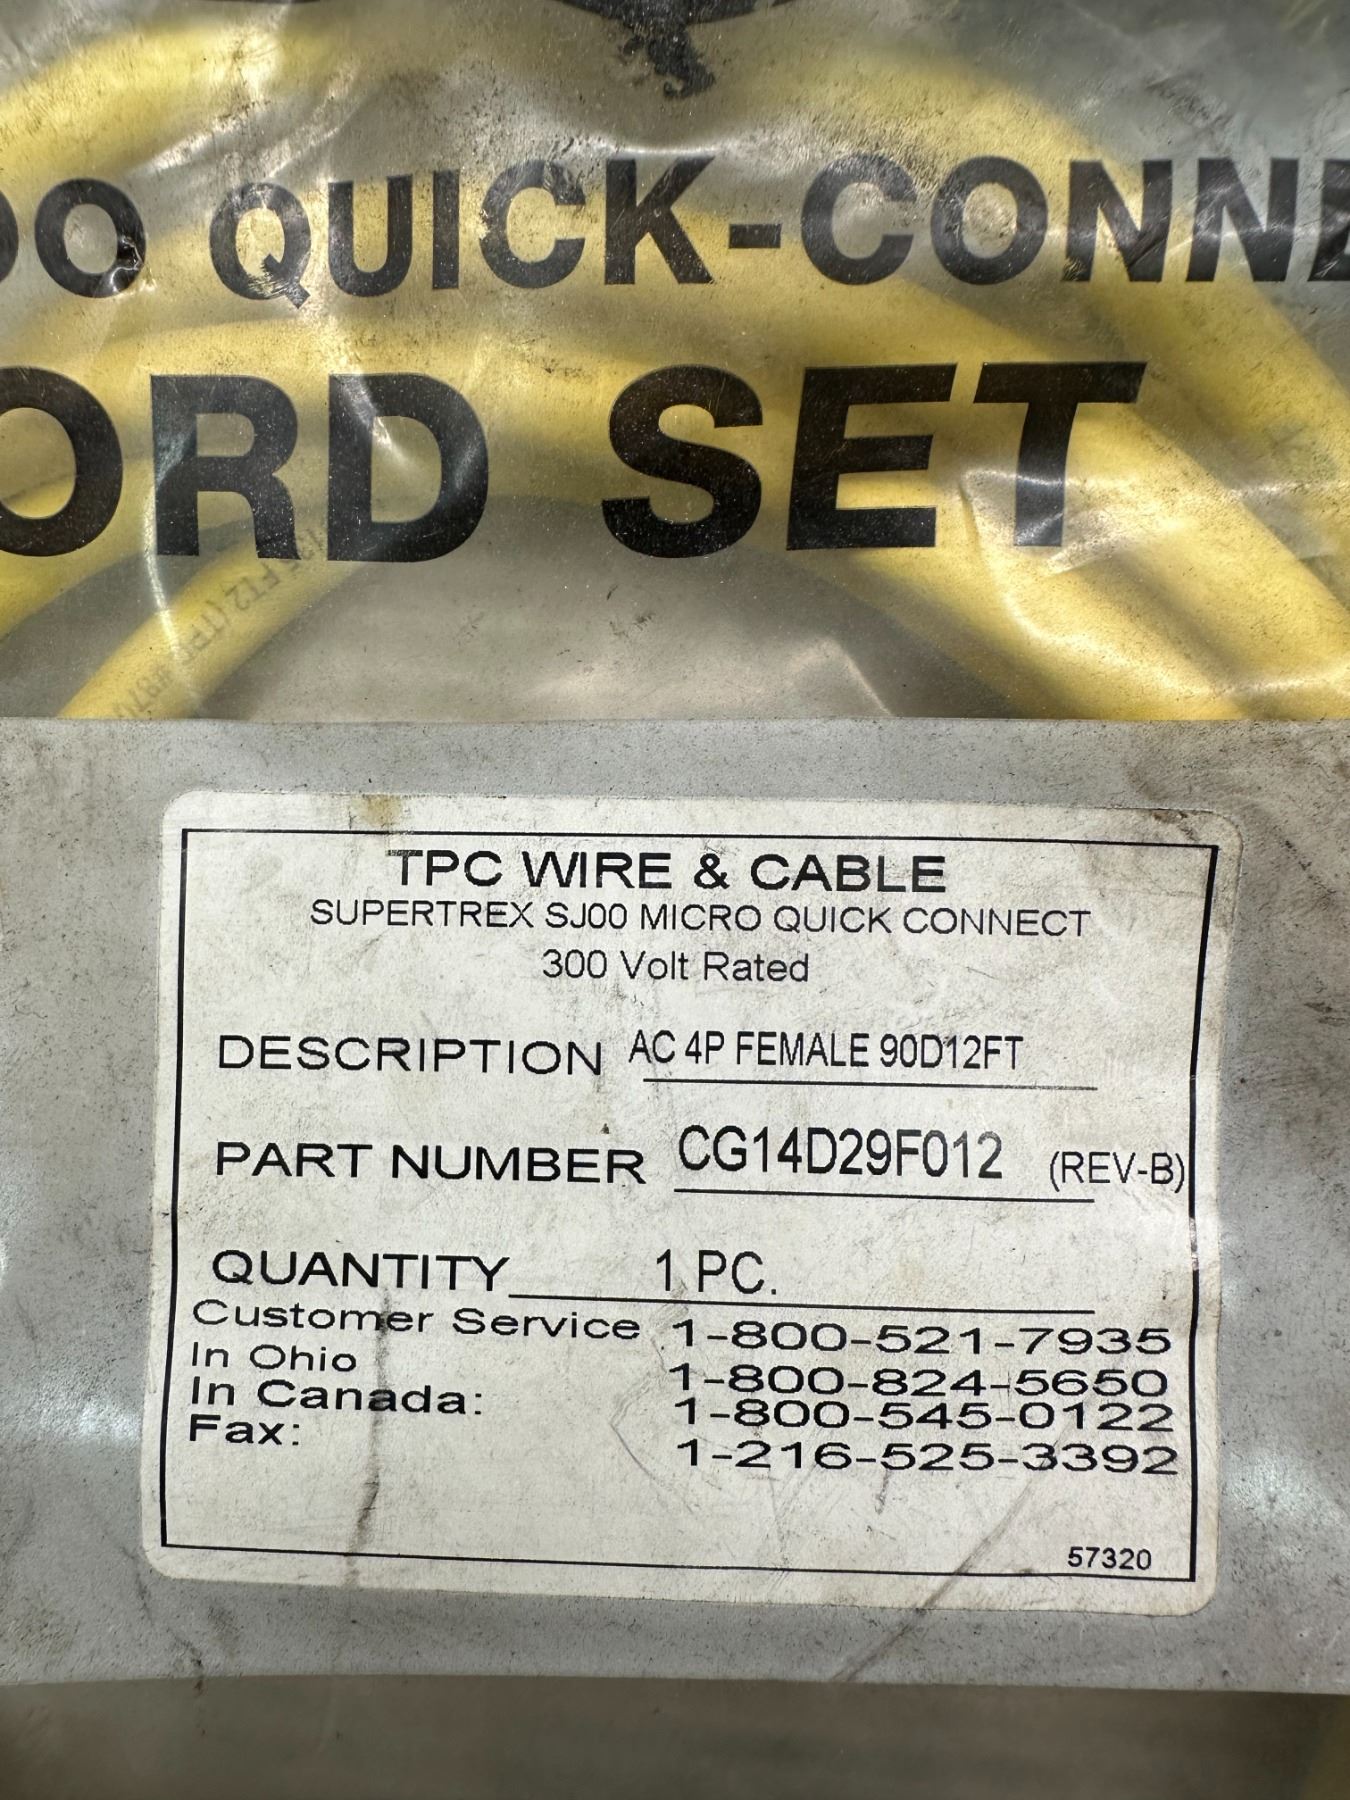 OO QUICK-CONNE
ORD SET
TPC WIRE & CABLE
SUPERTREX SJ00 MICRO QUICK CONNECT
300 Volt Rated
DESCRIPTION AC 4P FEMALE 90D12FT
PART NUMBER CG14D29F012 (REV-B)
QUANTITY 1 PC.
Customer Service 1-800-521-7935
In Ohio 1-800-824-5650
In Canada: 1-800-545-0122
Fax: 1-216-525-3392
57320